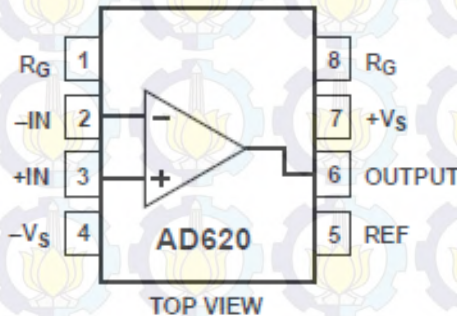 RG 1 8 RG
–IN 2 – 7 +VS
+IN 3 + 6 OUTPUT
–VS 4 AD620 5 REF
TOP VIEW